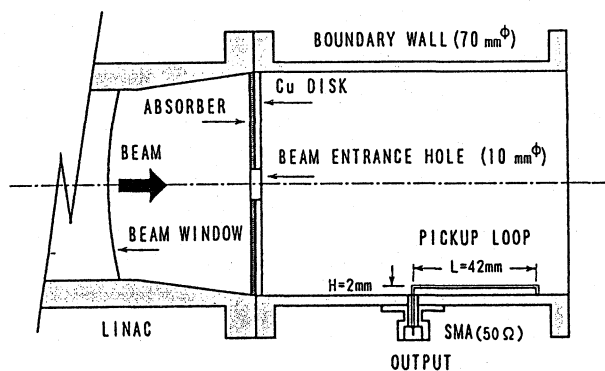 BOUNDARY WALL (70 mmφ)
Cu DISK
ABSORBER
BEAM
BEAM ENTRANCE HOLE (10 mmφ)
BEAM WINDOW
PICKUP LOOP
L=42mm
H=2mm
LINAC
SMA (50Ω)
OUTPUT